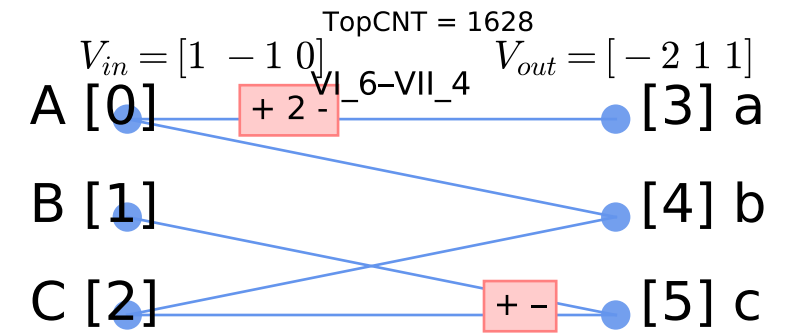 TopCNT = 1628
V_in = [1 −1 0] V_out = [−2 1 1]
VI_6–VII_4
A [0] + 2 - [3] a
B [1] [4] b
C [2] + – [5] c